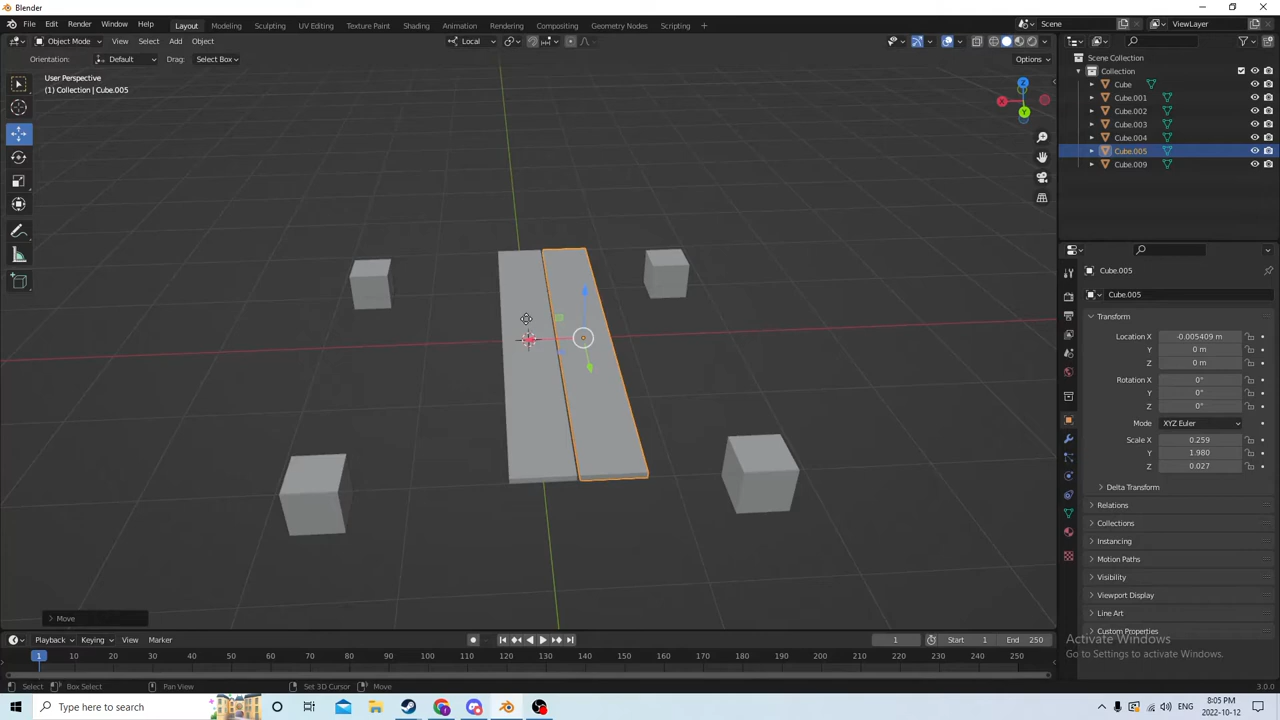 Blender
File Edit Render Window Help Layout Modeling Sculpting UV Editing Texture Paint Shading Animation Rendering Compositing Geometry Nodes Scripting + Scene ViewLayer
Object Mode View Select Add Object Local
Orientation: Default Drag: Select Box Options
User Perspective
(1) Collection | Cube.005
X Y Z
Scene Collection
Collection
Cube
Cube.001
Cube.002
Cube.003
Cube.004
Cube.005
Cube.009
Cube.005
Cube.005
Transform
Location X -0.005409 m
Y 0 m
Z 0 m
Rotation X 0°
Y 0°
Z 0°
Mode XYZ Euler
Scale X 0.259
Y 1.980
Z 0.027
Delta Transform
Relations
Collections
Instancing
Motion Paths
Visibility
Viewport Display
Line Art
Custom Properties
Activate Windows
Go to Settings to activate Windows.
Move
Playback Keying View Marker 1 Start 1 End 250
1 10 20 30 40 50 60 70 80 90 100 110 120 130 140 150 160 170 180 190 200 210 220 230 240 250
Select Box Select Pan View Set 3D Cursor Move 3.0.0
Type here to search 8:05 PM
2022-10-12